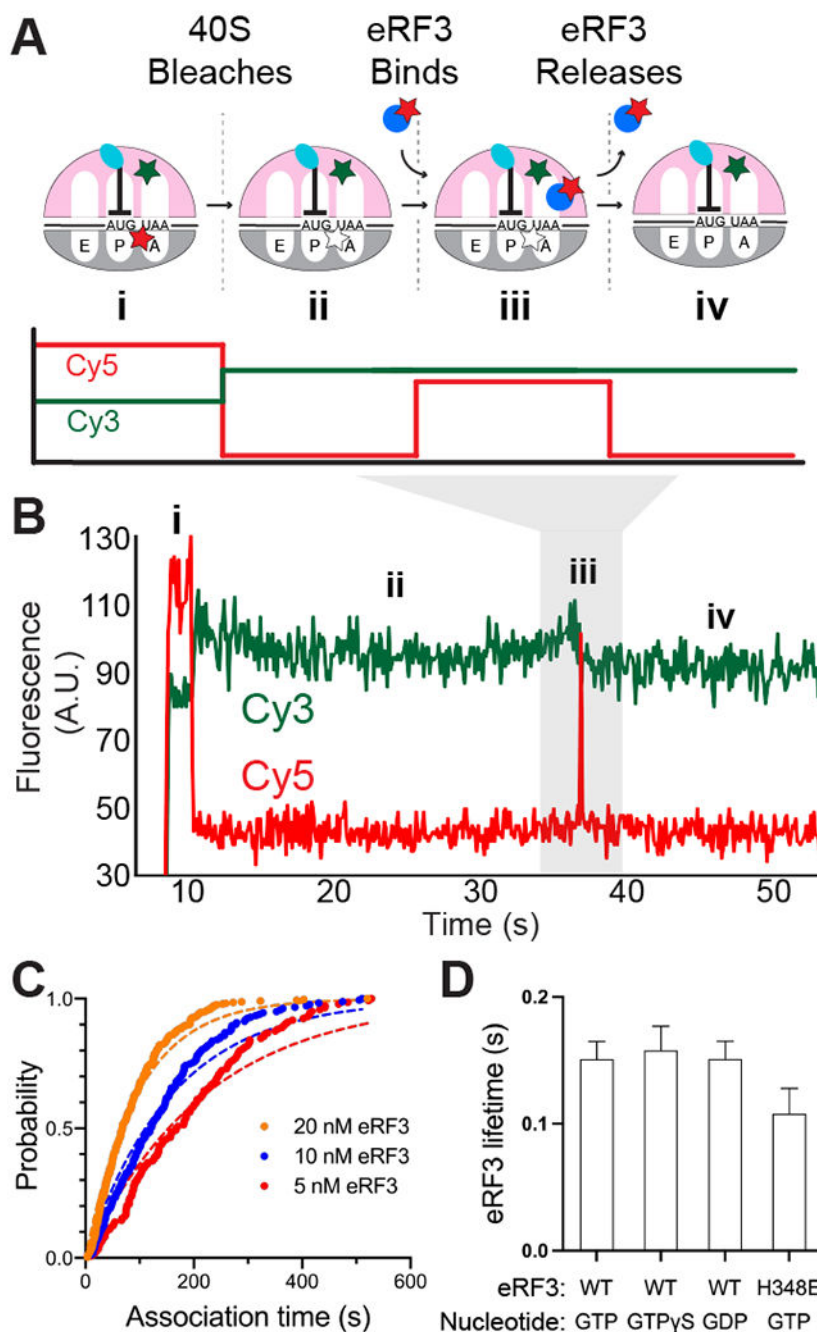 A
40S
Bleaches
eRF3
Binds
eRF3
Releases
AUG UAA
E P A
AUG UAA
E P A
AUG UAA
E P A
AUG UAA
E P A
i
ii
iii
iv
Cy5
Cy3
B
Fluorescence
(A.U.)
130
110
90
70
50
30
i
ii
iii
iv
Cy3
Cy5
10 20 30 40 50
Time (s)
C
Probability
1.0
0.5
0.0
20 nM eRF3
10 nM eRF3
5 nM eRF3
0 200 400 600
Association time (s)
D
eRF3 lifetime (s)
0.2
0.1
0.0
eRF3: WT WT WT H348E
Nucleotide: GTP GTPγS GDP GTP